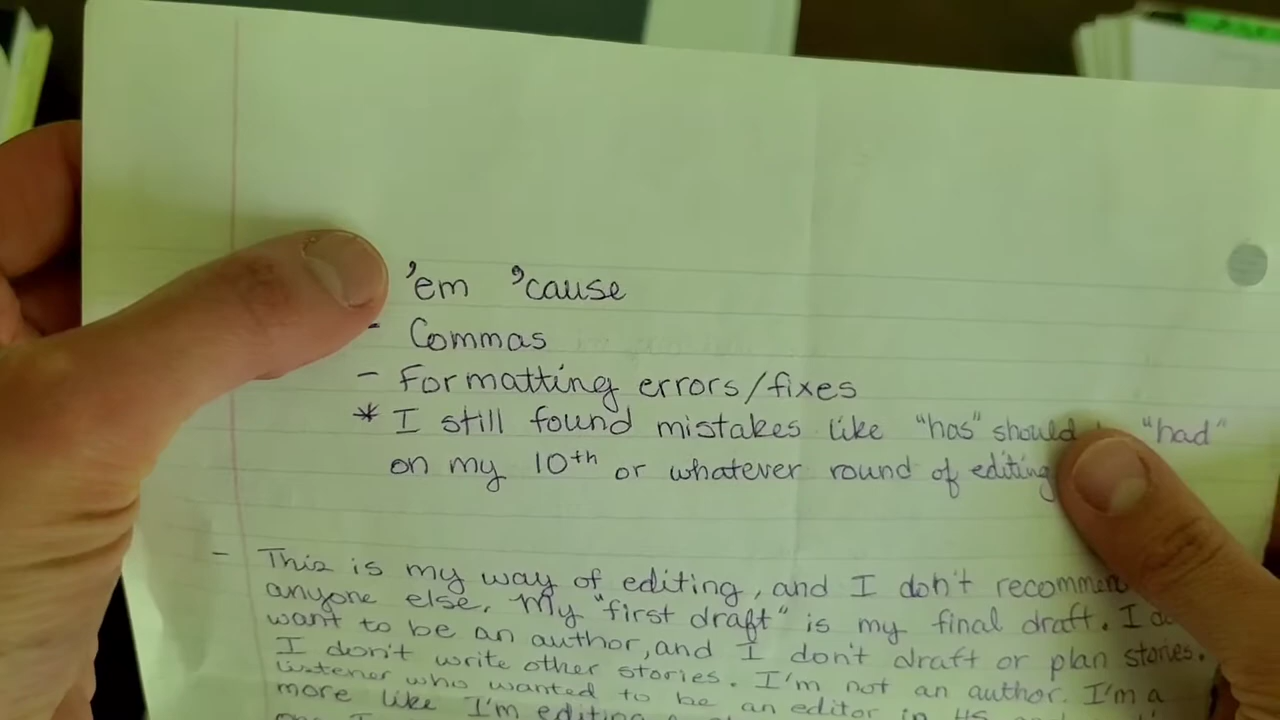 ’em ’cause
- Commas
- Formatting errors/fixes
* I still found mistakes like "has" should "had"
on my 10th or whatever round of editing
- This is my way of editing, and I don't recommen
anyone else. My "first draft" is my final draft. I
want to be an author, and I don't draft or plan stories.
I don't write other stories. I'm not an author. I'm a
listener who wanted to be an editor in HS
more like I'm editing